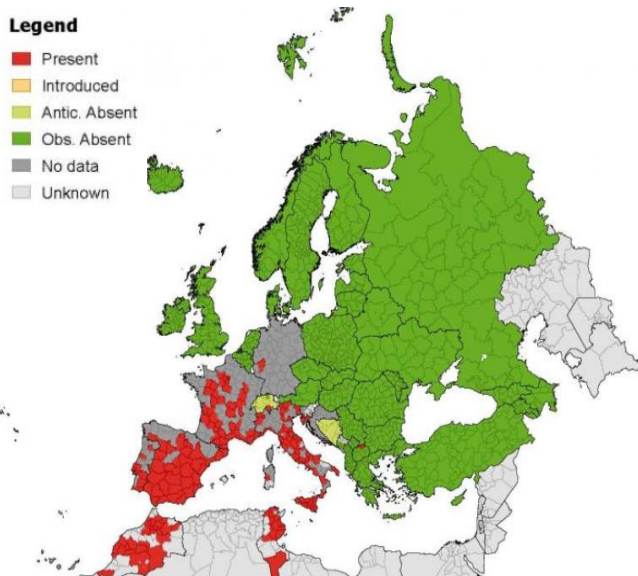 Legend
Present
Introduced
Antic. Absent
Obs. Absent
No data
Unknown